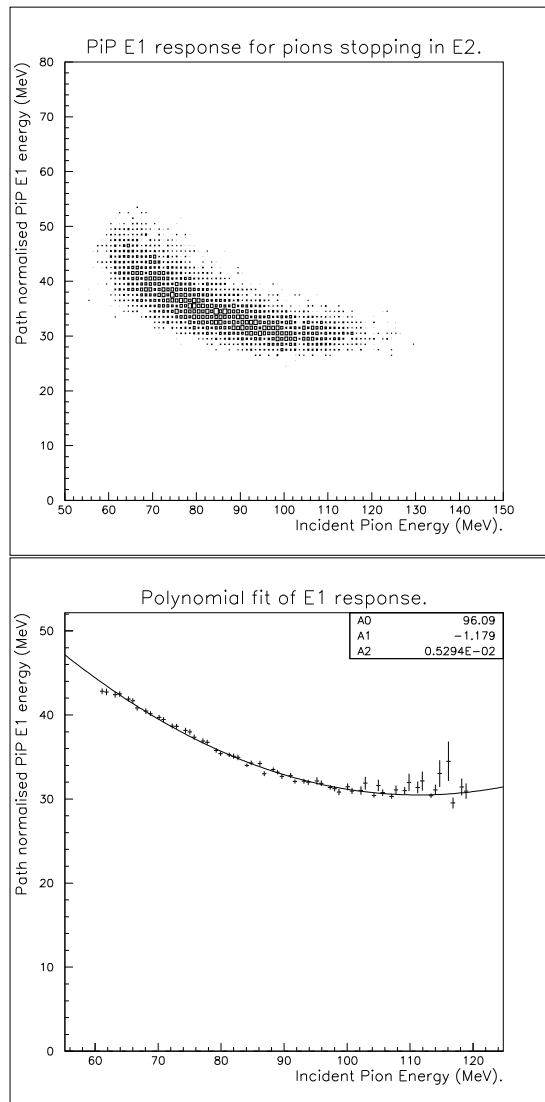 PiP E1 response for pions stopping in E2.
Path normalised PiP E1 energy (MeV)
80
70
60
50
40
30
20
10
0
50 60 70 80 90 100 110 120 130 140 150
Incident Pion Energy (MeV).
Polynomial fit of E1 response.
A0 96.09
A1 -1.179
A2 0.5294E-02
Path normalised PiP E1 energy (MeV)
50
40
30
20
10
0
60 70 80 90 100 110 120
Incident Pion Energy (MeV).